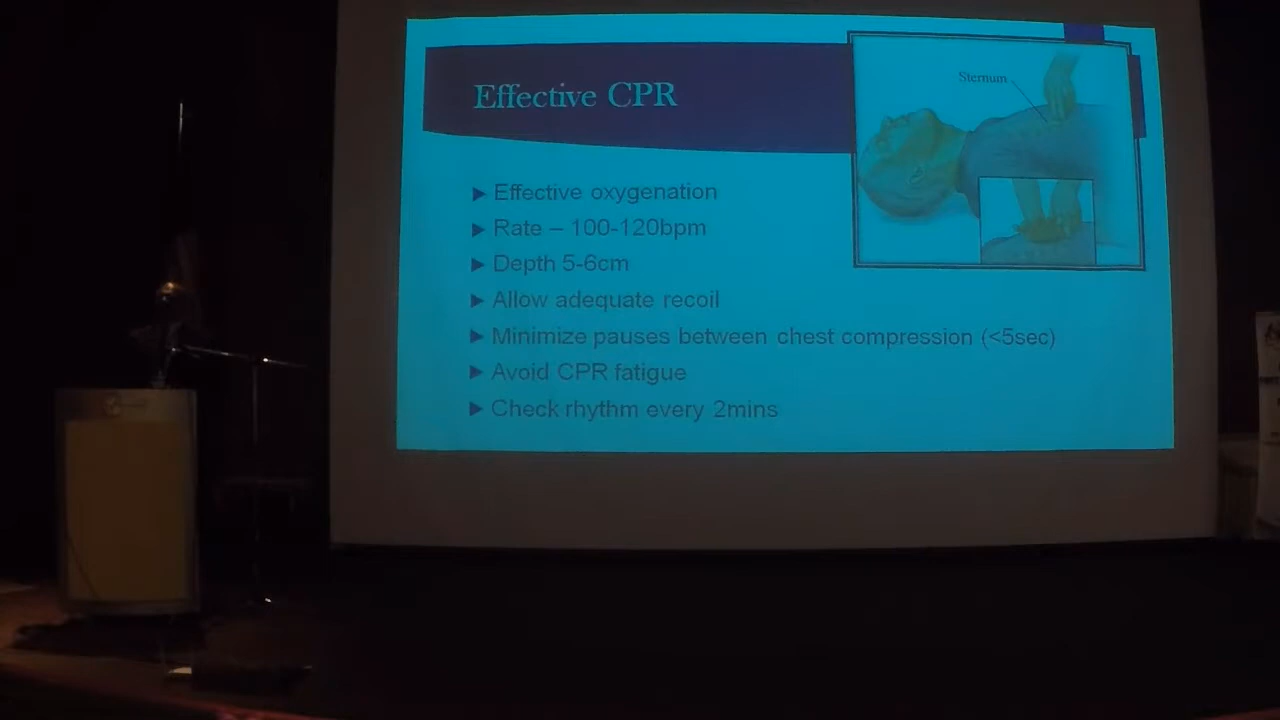 Effective CPR
Sternum
▶ Effective oxygenation
▶ Rate – 100-120bpm
▶ Depth 5-6cm
▶ Allow adequate recoil
▶ Minimize pauses between chest compression (<5sec)
▶ Avoid CPR fatigue
▶ Check rhythm every 2mins